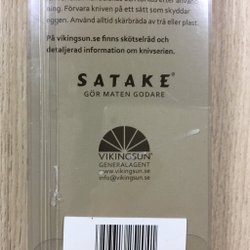 ning. Förvara kniven på ett sätt som skyddar
eggen. Använd alltid skärbräda av trä eller plast.
På vikingsun.se finns skötselråd och
detaljerad information om knivserien.
SATAKE®
GÖR MATEN GODARE
VIKINGSUN®
GENERALAGENT
www.vikingsun.se
info@vikingsun.se